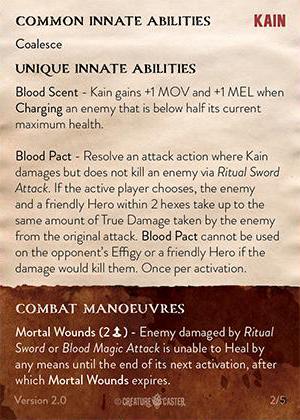 COMMON INNATE ABILITIES
KAIN
Coalesce
UNIQUE INNATE ABILITIES
Blood Scent - Kain gains +1 MOV and +1 MEL when
Charging an enemy that is below half its current
maximum health.
Blood Pact - Resolve an attack action where Kain
damages but does not kill an enemy via Ritual Sword
Attack. If the active player chooses, the enemy
and a friendly Hero within 2 hexes take up to the
same amount of True Damage taken by the enemy
from the original attack. Blood Pact cannot be used
on the opponent's Effigy or a friendly Hero if the
damage would kill them. Once per activation.
COMBAT MANOEUVRES
Mortal Wounds (2) - Enemy damaged by Ritual
Sword or Blood Magic Attack is unable to Heal by
any means until the end of its next activation, after
which Mortal Wounds expires.
Version 2.0
© CREATURE CASTER
2/5